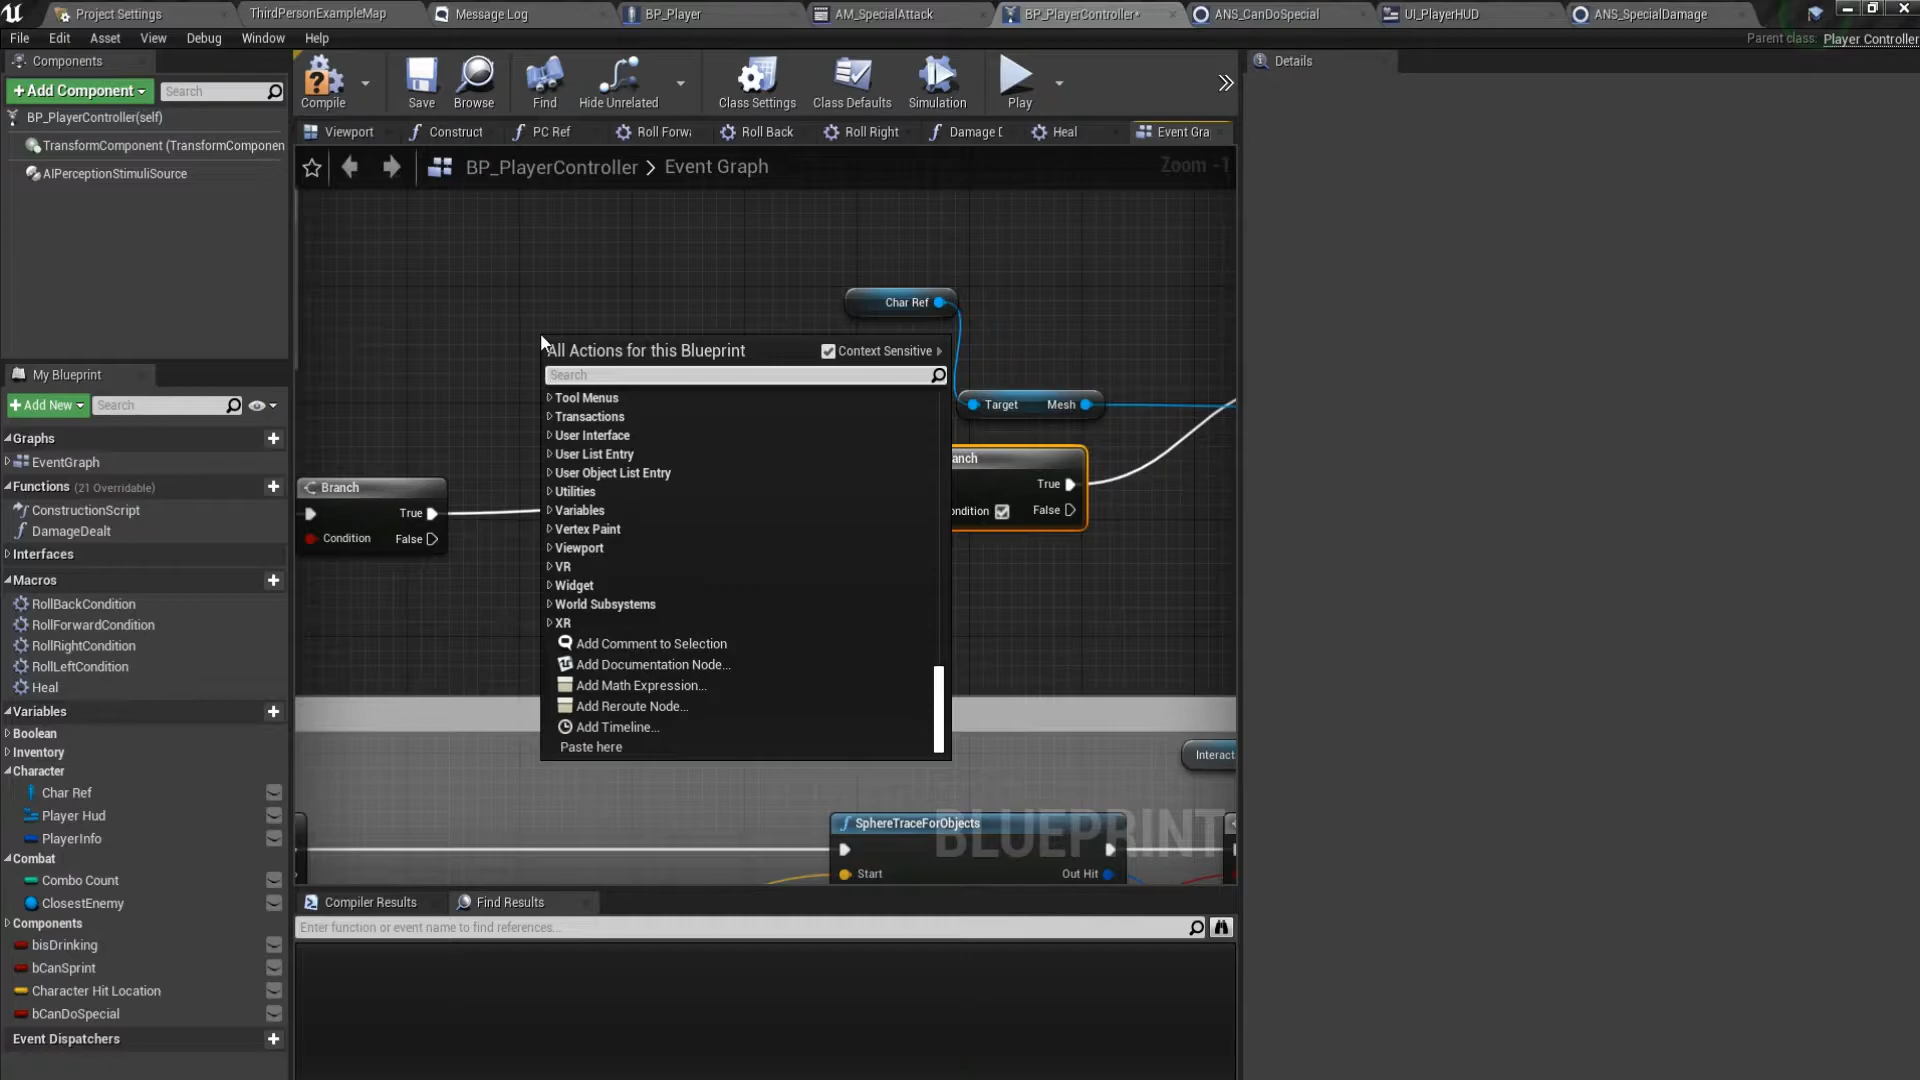 Project Settings
ThirdPersonExampleMap
Message Log
BP_Player
AM_SpecialAttack
BP_PlayerController*
ANS_CanDoSpecial
UI_PlayerHUD
ANS_SpecialDamage
File Edit Asset View Debug Window Help
Parent class: Player Controller
Components
+Add Component
Search
BP_PlayerController(self)
TransformComponent (TransformComponen
AIPerceptionStimuliSource
Compile
Save
Browse
Find
Hide Unrelated
Class Settings
Class Defaults
Simulation
Play
Details
Viewport
Construct
PC Ref
Roll Forwa
Roll Back
Roll Right
Damage D
Heal
Event Gra
BP_PlayerController > Event Graph
Zoom -1
My Blueprint
+Add New
Search
Graphs
EventGraph
Functions (21 Overridable)
ConstructionScript
DamageDealt
Interfaces
Macros
RollBackCondition
RollForwardCondition
RollRightCondition
RollLeftCondition
Heal
Variables
Boolean
Inventory
Character
Char Ref
Player Hud
PlayerInfo
Combat
Combo Count
ClosestEnemy
Components
bisDrinking
bCanSprint
Character Hit Location
bCanDoSpecial
Event Dispatchers
Char Ref
Target Mesh
Branch
True
Condition False
anch
True
ondition False
All Actions for this Blueprint
Context Sensitive
Search
Tool Menus
Transactions
User Interface
User List Entry
User Object List Entry
Utilities
Variables
Vertex Paint
Viewport
VR
Widget
World Subsystems
XR
Add Comment to Selection
Add Documentation Node...
Add Math Expression...
Add Reroute Node...
Add Timeline...
Paste here
Interact
SphereTraceForObjects
Start Out Hit
BLUEPRINT
Compiler Results
Find Results
Enter function or event name to find references...